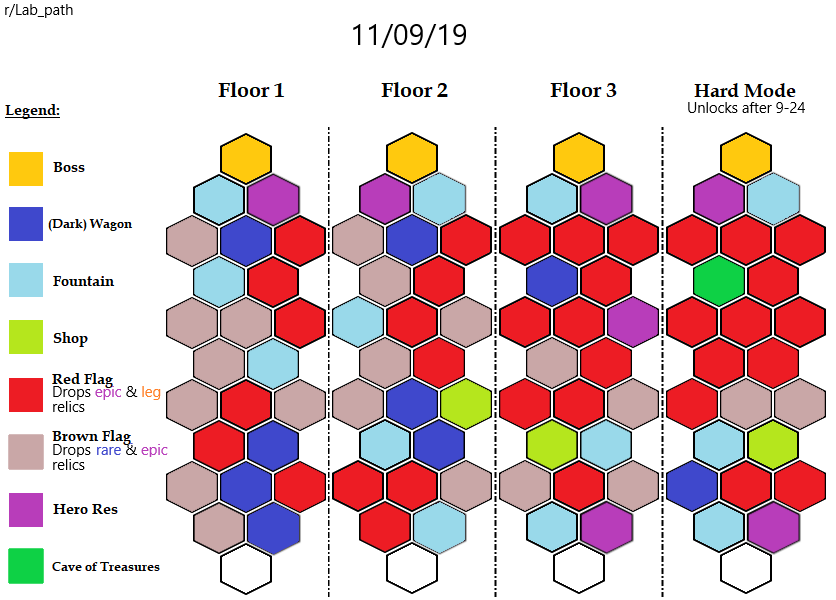 r/Lab_path
11/09/19
Floor 1
Floor 2
Floor 3
Hard Mode
Unlocks after 9-24
Legend:
Boss
(Dark) Wagon
Fountain
Shop
Red Flag
Drops epic & leg
relics
Brown Flag
Drops rare & epic
relics
Hero Res
Cave of Treasures